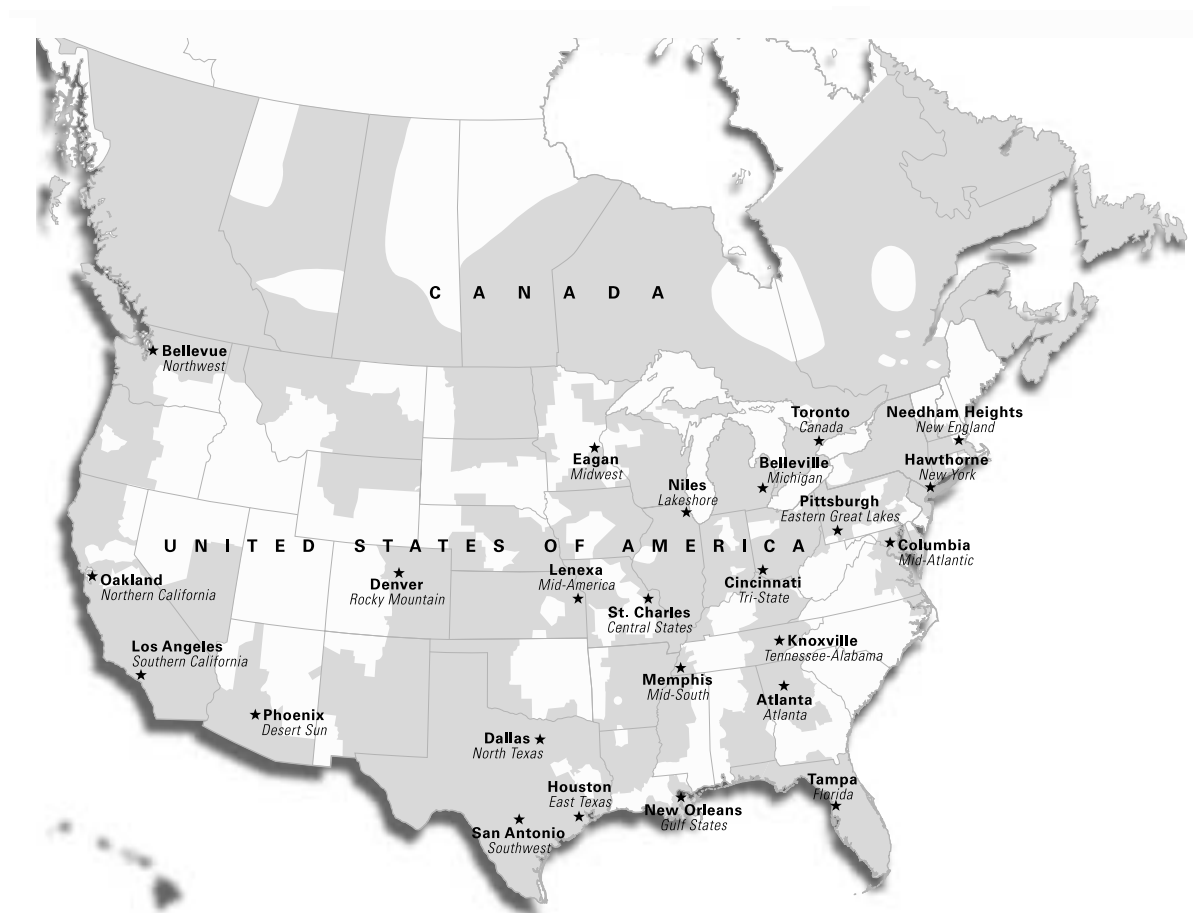 C A N A D A
Bellevue
Northwest
Toronto
Canada
Needham Heights
New England
Eagan
Midwest
Belleville
Michigan
Hawthorne
New York
Niles
Lakeshore
Pittsburgh
Eastern Great Lakes
U N I T E D S T A T E S O F A M E R I C A
Columbia
Mid-Atlantic
Oakland
Northern California
Denver
Rocky Mountain
Lenexa
Mid-America
Cincinnati
Tri-State
St. Charles
Central States
Los Angeles
Southern California
Knoxville
Tennessee-Alabama
Memphis
Mid-South
Atlanta
Atlanta
Phoenix
Desert Sun
Dallas
North Texas
Houston
East Texas
Tampa
Florida
New Orleans
Gulf States
San Antonio
Southwest